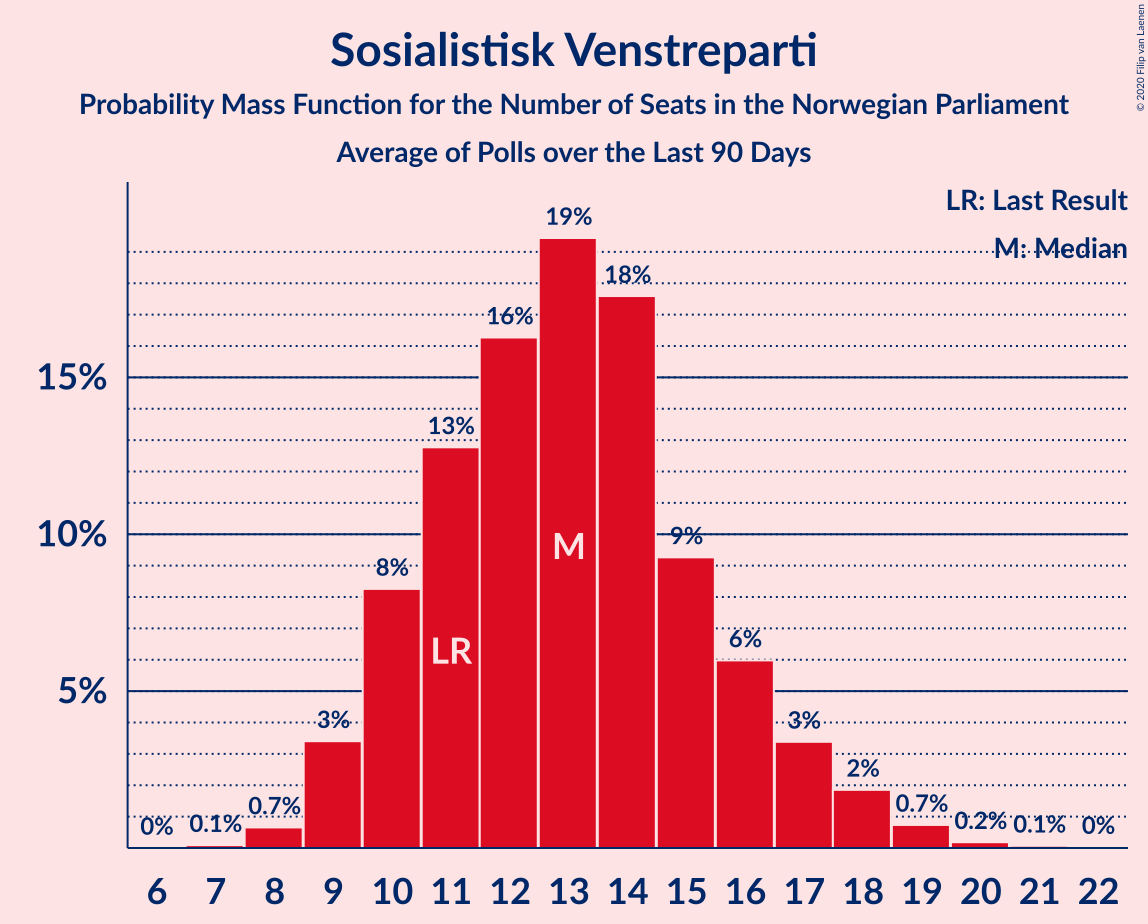 Sosialistisk Venstreparti
Probability Mass Function for the Number of Seats in the Norwegian Parliament
Average of Polls over the Last 90 Days
© 2020 Filip van Laenen
LR: Last Result
M: Median
15%
10%
5%
0%
0.1%
0.7%
3%
8%
13%
16%
19%
18%
9%
6%
3%
2%
0.7%
0.2%
0.1%
0%
LR
M
6 7 8 9 10 11 12 13 14 15 16 17 18 19 20 21 22